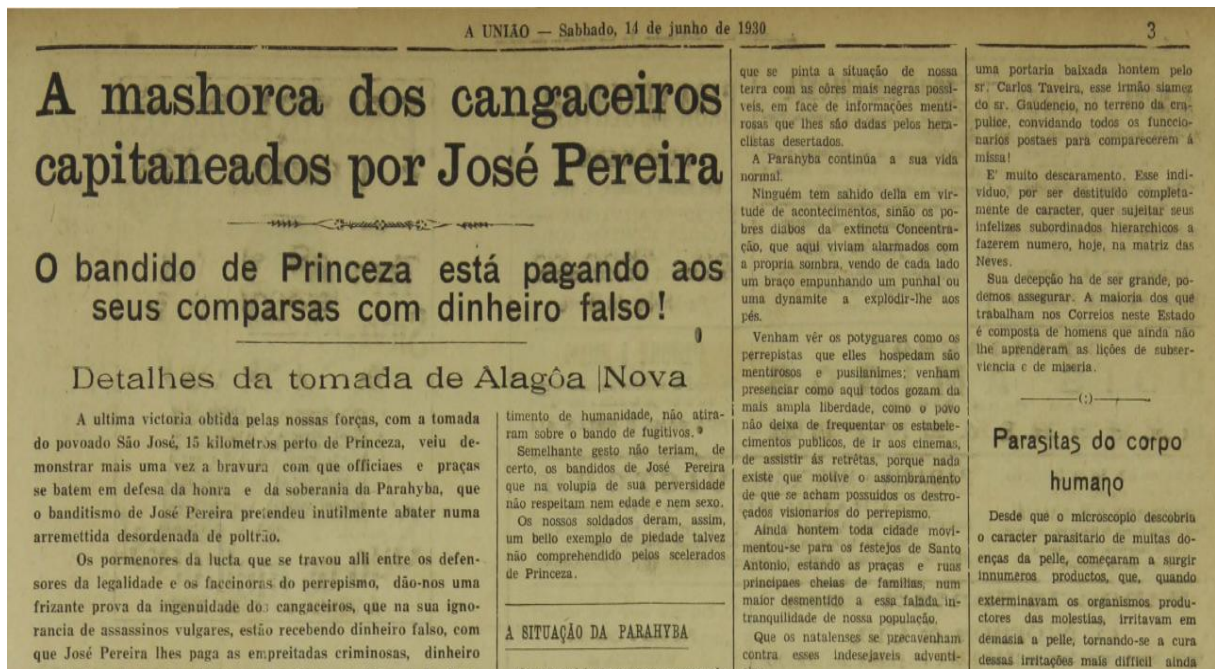 A UNIÃO — Sabbado, 14 de junho de 1930
3
A mashorca dos cangaceiros
capitaneados por José Pereira
O bandido de Princeza está pagando aos
seus comparsas com dinheiro falso!
Detalhes da tomada de Alagôa Nova
A ultima victoria obtida pelas nossas forças, com a tomada
do povoado São José, 15 kilometros perto de Princeza, veiu de-
monstrar mais uma vez a bravura com que officiaes e praças
se batem em defesa da honra e da soberania da Parahyba, que
o banditismo de José Pereira pretendeu inutilmente abater numa
arremettida desordenada de poltrão.
Os pormenores da lucta que se travou alli entre os defen-
sores da legalidade e os faccinoras do perrepismo, dão-nos uma
frizante prova da ingenuidade dos cangaceiros, que na sua igno-
rancia de assassinos vulgares, estão recebendo dinheiro falso, com
que José Pereira lhes paga as empreitadas criminosas, dinheiro
timento de humanidade, não atira-
ram sobre o bando de fugitivos.
Semelhante gesto não teriam, de
certo, os bandidos de José Pereira
que na volupia de sua perversidade
não respeitam nem edade e nem sexo.
Os nossos soldados deram, assim,
um bello exemplo de piedade talvez
não comprehendido pelos scelerados
de Princeza.
A SITUAÇÃO DA PARAHYBA
que se pinta a situação de nossa
terra com as côres mais negras possi-
veis, em face de informações menti-
rosas que lhes são dadas pelos hera-
clistas desertados.
A Parahyba continúa a sua vida
normal.
Ninguém tem sahido della em vir-
tude de acontecimentos, sinão os po-
bres diabos da extincta Concentra-
ção, que aqui viviam alarmados com
a propria sombra, vendo de cada lado
um braço empunhando um punhal ou
uma dynamite a explodir-lhe aos
pés.
Venham vêr os potyguares como os
perrepistas que elles hospedam são
mentirosos e pusilanimes; venham
presenciar como aqui todos gozam da
mais ampla liberdade, como o povo
não deixa de frequentar os estabele-
cimentos publicos, de ir aos cinemas,
de assistir ás retrêtas, porque nada
existe que motive o assombramento
de que se acham possuidos os destro-
çados visionarios do perrepismo.
Ainda hontem toda cidade movi-
mentou-se para os festejos de Santo
Antonio, estando as praças e ruas
principaes cheias de familias, num
maior desmentido a essa falada in-
tranquilidade de nossa população.
Que os natalenses se precavenham
contra esses indesejaveis adventi-
uma portaria baixada hontem pelo
sr. Carlos Taveira, esse irmão siamez
do sr. Gaudencio, no terreno da cra-
pulice, convidando todos os funccio-
narios postaes para comparecerem á
missa!
E' muito descaramento. Esse indi-
viduo, por ser destituido completa-
mente de caracter, quer sujeitar seus
infelizes subordinados hierarchicos a
fazerem numero, hoje, na matriz das
Neves.
Sua decepção ha de ser grande, po-
demos assegurar. A maioria dos que
trabalham nos Correios neste Estado
é composta de homens que ainda não
lhe aprenderam as lições de subser-
viencia e de miseria.
—(:)—
Parasitas do corpo
humano
Desde que o microscopio descobriu
o caracter parasitario de muitas do-
enças da pelle, começaram a surgir
innumeros productos, que, quando
exterminavam os organismos produ-
ctores das molestias, irritavam em
demasia a pelle, tornando-se a cura
dessas irritações mais difficil ainda